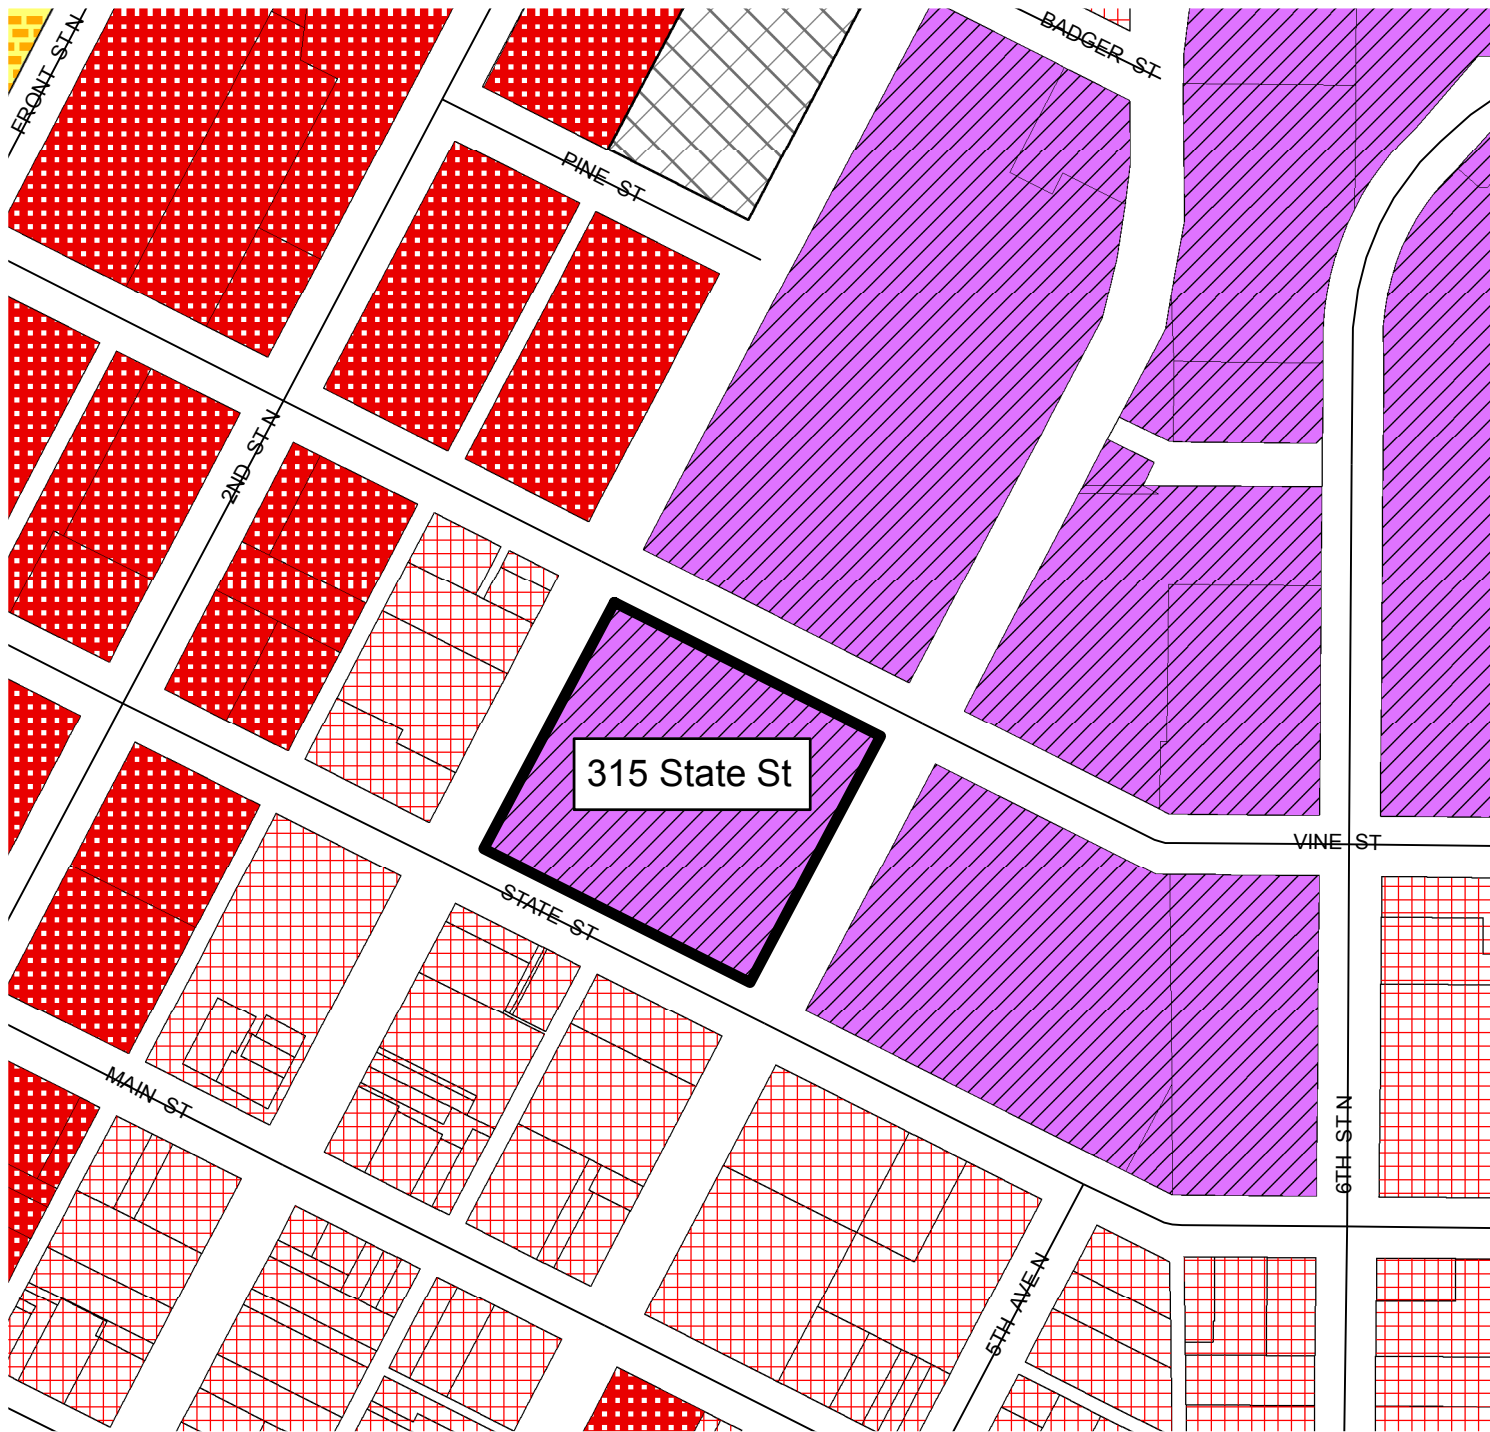 BADGER ST
FRONT ST N
PINE ST
2ND ST N
315 State St
VINE ST
STATE ST
MAIN ST
6TH ST N
5TH AVE N